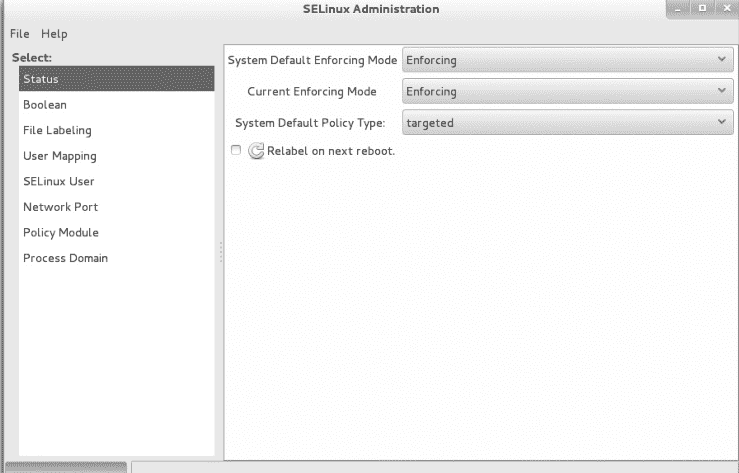 SELinux Administration
File Help
Select:
Status
Boolean
File Labeling
User Mapping
SELinux User
Network Port
Policy Module
Process Domain
System Default Enforcing Mode Enforcing
Current Enforcing Mode Enforcing
System Default Policy Type: targeted
Relabel on next reboot.